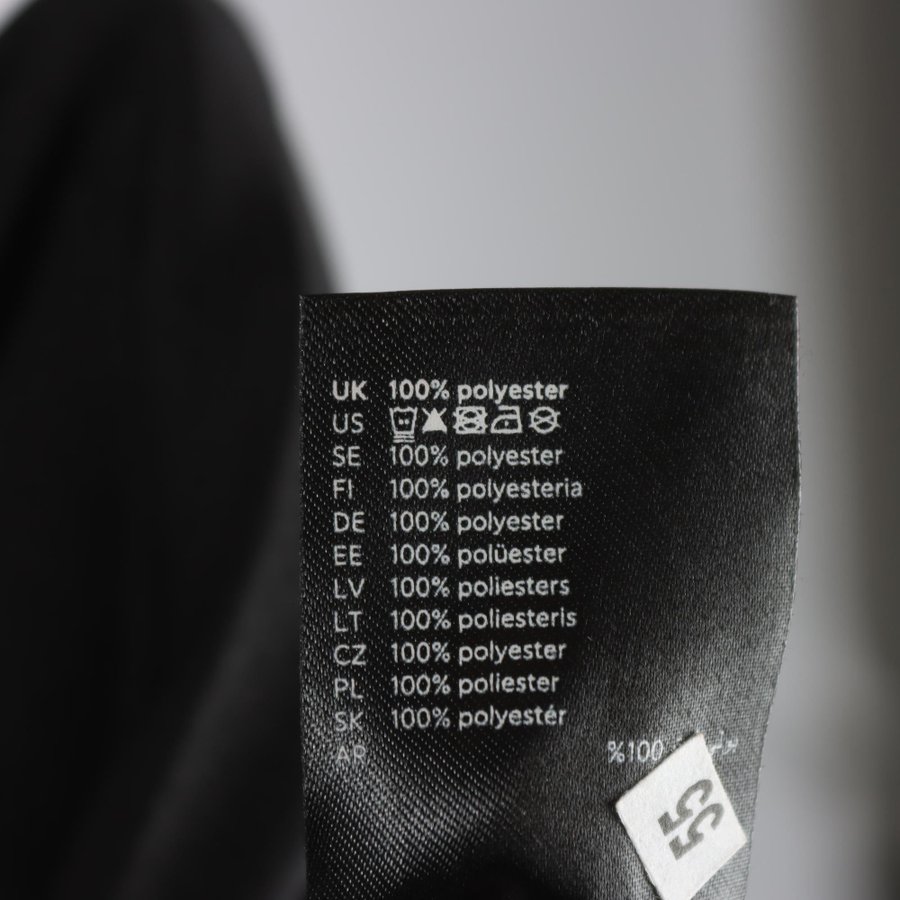 UK 100% polyester
US
SE 100% polyester
FI 100% polyesteria
DE 100% polyester
EE 100% polüester
LV 100% poliesters
LT 100% poliesteris
CZ 100% polyester
PL 100% poliester
SK 100% polyestér
AR %100
55